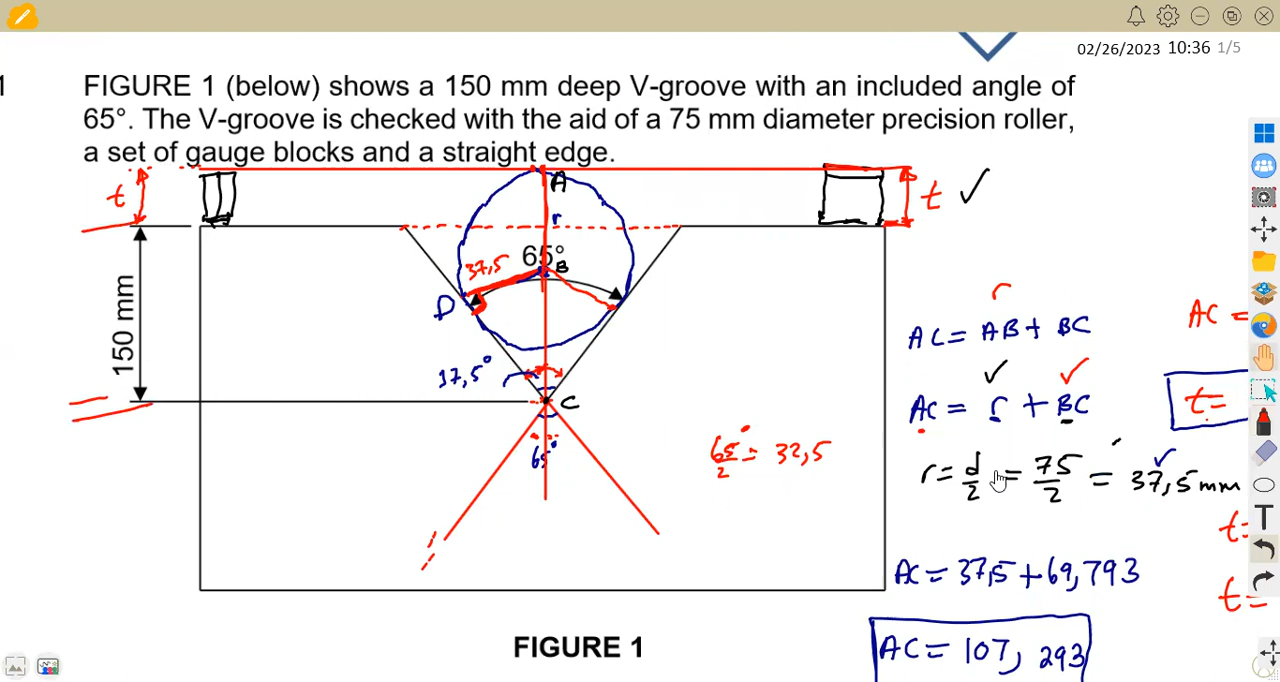 02/26/2023 10:36 1/5
1
FIGURE 1 (below) shows a 150 mm deep V-groove with an included angle of
65°. The V-groove is checked with the aid of a 75 mm diameter precision roller,
a set of gauge blocks and a straight edge.
t
A
r
t ✓
65°
B
37,5
D
150 mm
17,5°
C
65°
65/2 = 32,5
r
AC = AB + BC
AC =
✓ ✓
AC = r + BC
t =
r = d/2 = 75/2 = 37,5 mm
t =
AC = 37,5 + 69,793
t =
AC = 107, 293
FIGURE 1
T